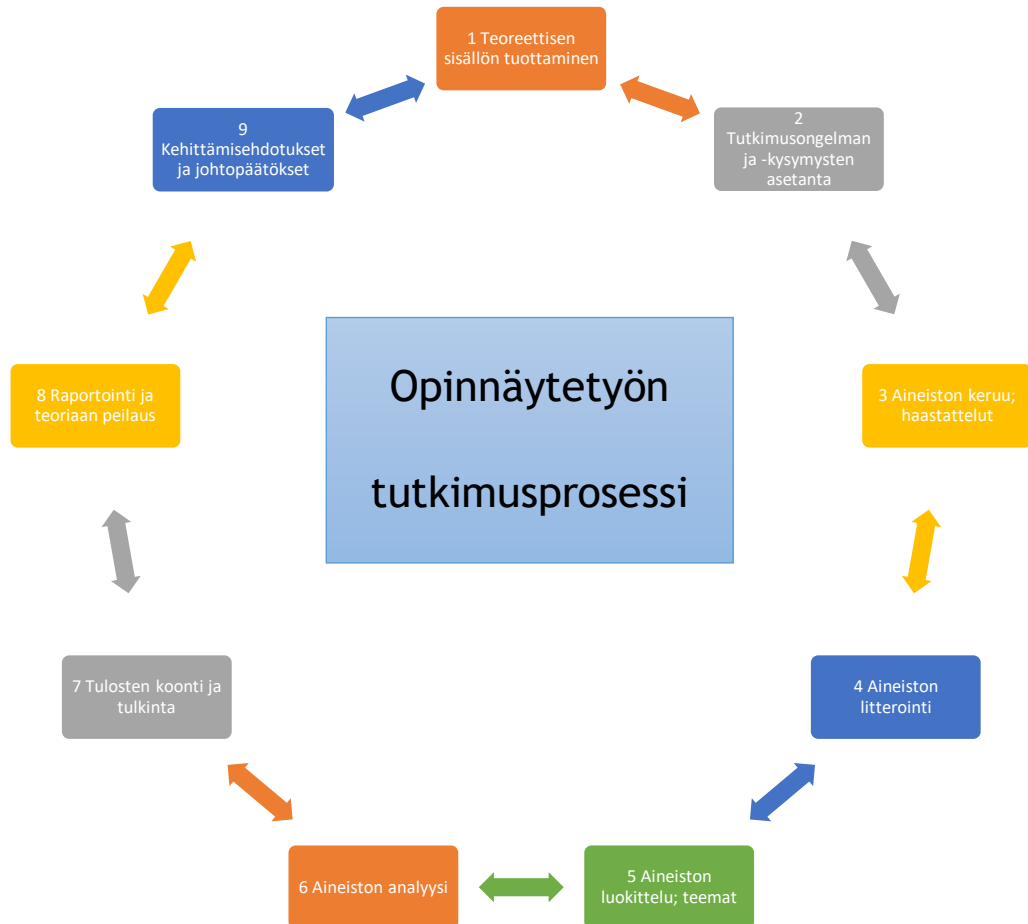 1 Teoreettisen
sisällön tuottaminen
2
Tutkimusongelman
ja -kysymysten
asetanta
3 Aineiston keruu;
haastattelut
4 Aineiston
litterointi
5 Aineiston
luokittelu; teemat
6 Aineiston analyysi
7 Tulosten koonti ja
tulkinta
8 Raportointi ja
teoriaan peilaus
9
Kehittämisehdotukset
ja johtopäätökset
Opinnäytetyön
tutkimusprosessi